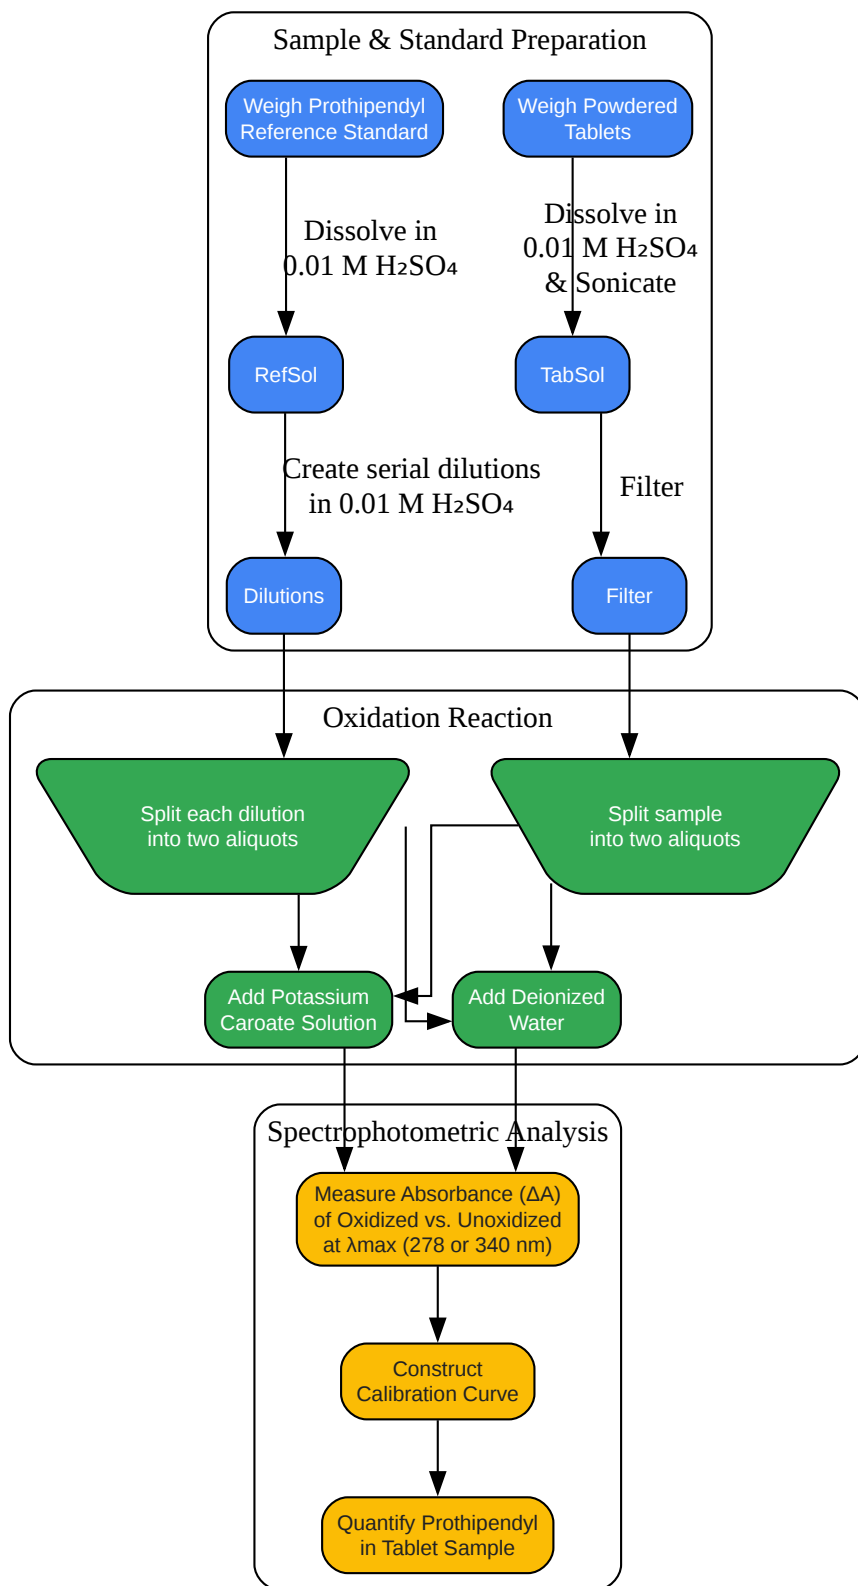 Sample & Standard Preparation
Weigh Prothipendyl
Reference Standard
Weigh Powdered
Tablets
Dissolve in
0.01 M H₂SO₄
Dissolve in
0.01 M H₂SO₄
& Sonicate
RefSol
TabSol
Create serial dilutions
in 0.01 M H₂SO₄
Filter
Dilutions
Filter
Oxidation Reaction
Split each dilution
into two aliquots
Split sample
into two aliquots
Add Potassium
Caroate Solution
Add Deionized
Water
Spectrophotometric Analysis
Measure Absorbance (ΔA)
of Oxidized vs. Unoxidized
at λmax (278 or 340 nm)
Construct
Calibration Curve
Quantify Prothipendyl
in Tablet Sample